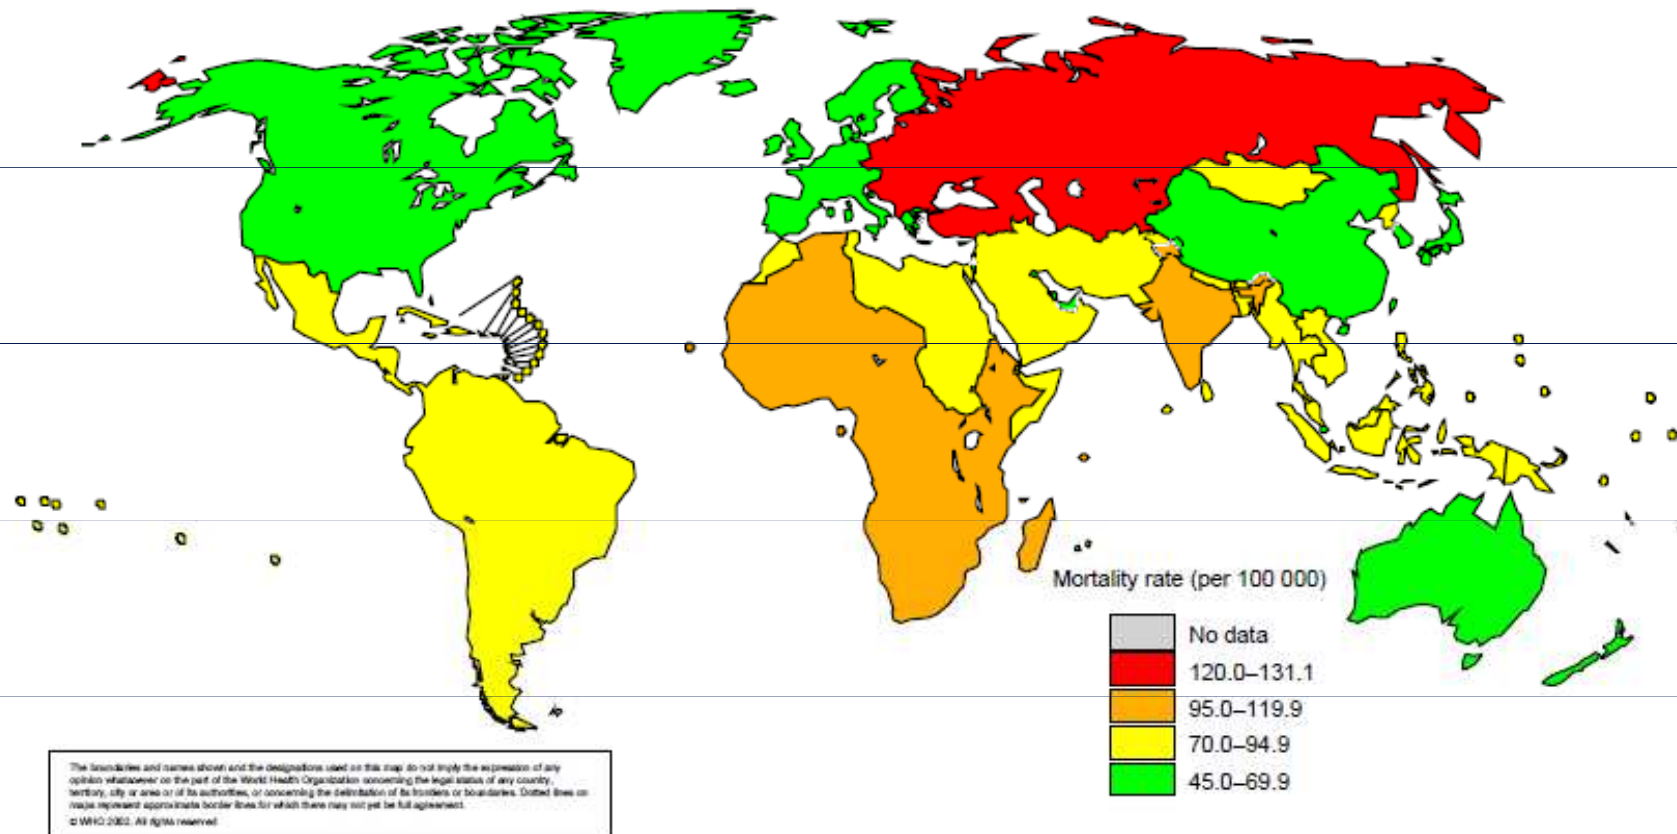 Mortality rate (per 100 000)
No data
120.0–131.1
95.0–119.9
70.0–94.9
45.0–69.9
The boundaries and names shown and the designations used on this map do not imply the expression of any
opinion whatsoever on the part of the World Health Organization concerning the legal status of any country,
territory, city or area or of its authorities, or concerning the delimitation of its frontiers or boundaries. Dotted lines on
maps represent approximate border lines for which there may not yet be full agreement.
© WHO 2002. All rights reserved